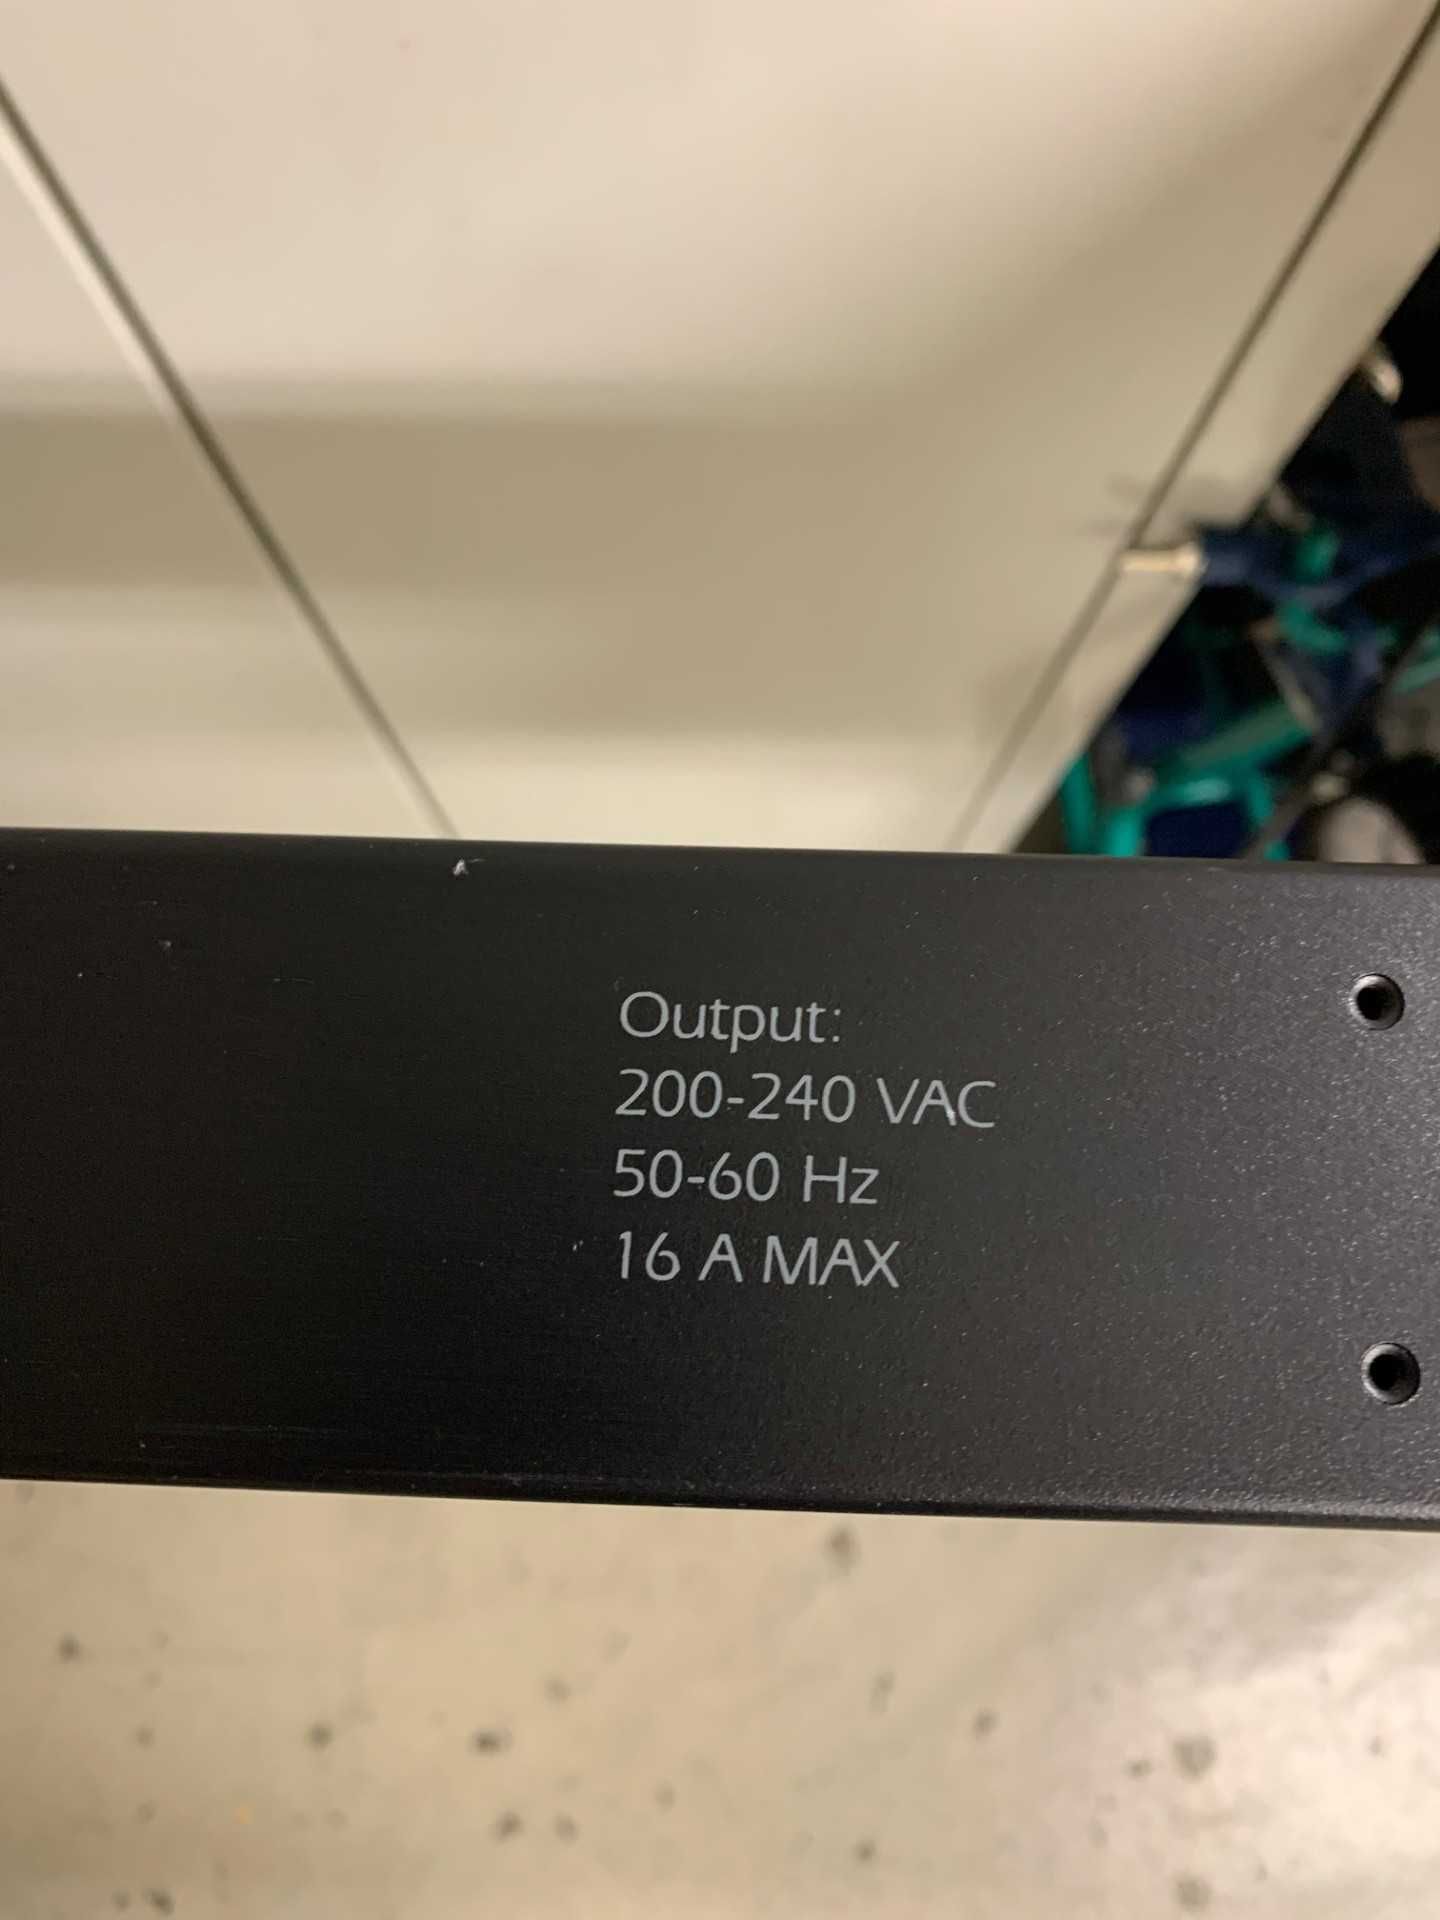 Output:
200-240 VAC
50-60 Hz
16 A MAX